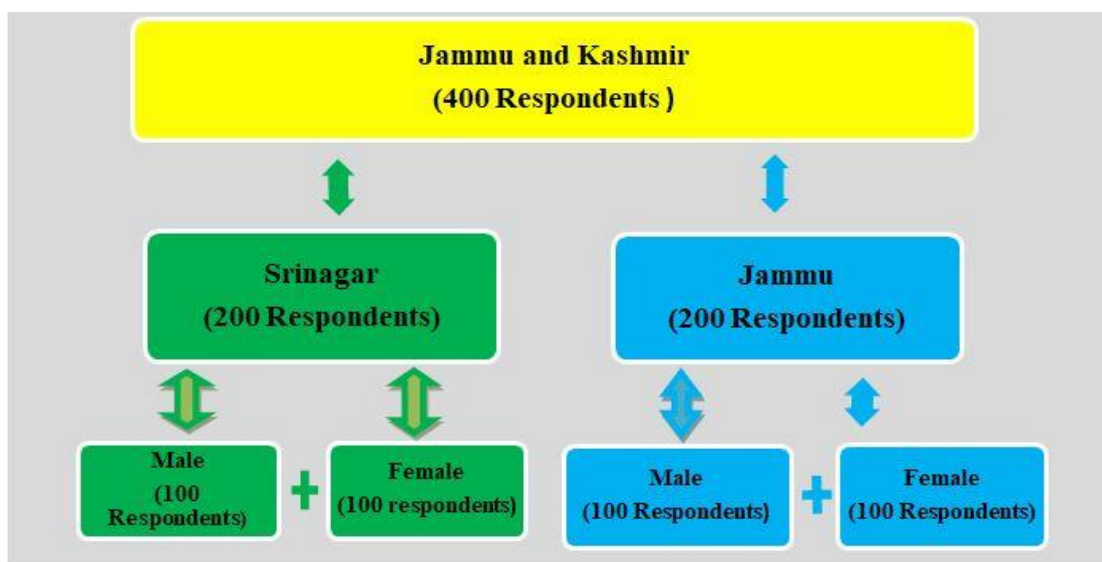 Jammu and Kashmir
(400 Respondents)
Srinagar
(200 Respondents)
Jammu
(200 Respondents)
Male
(100
Respondents)
+
Female
(100 respondents)
Male
(100 Respondents)
+
Female
(100 Respondents)